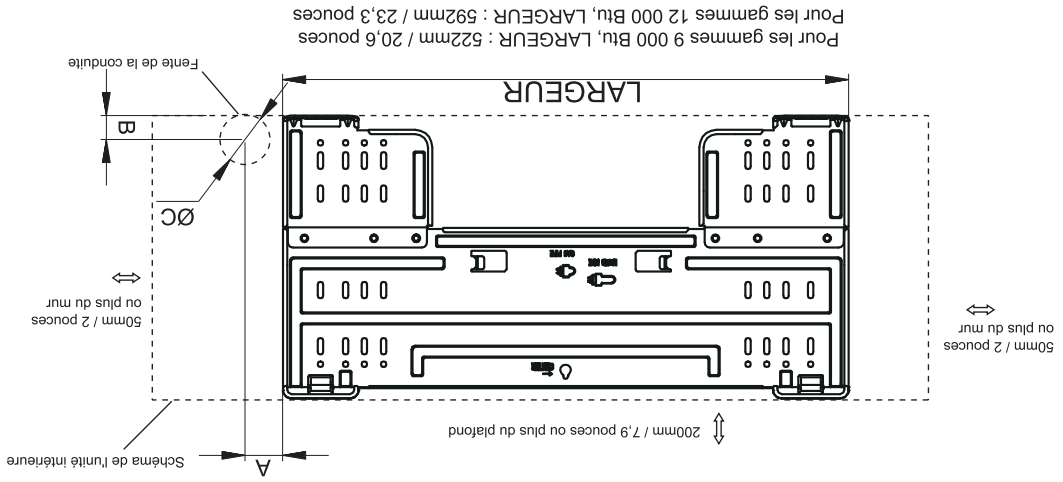 A
Schéma de l'unité intérieure
200mm / 7,9 pouces ou plus du plafond
50mm / 2 pouces
ou plus du mur
50mm / 2 pouces
ou plus du mur
ØC
B
LARGEUR
Fente de la conduite
Pour les gammes 9 000 Btu, LARGEUR : 522mm / 20,6 pouces
Pour les gammes 12 000 Btu, LARGEUR : 592mm / 23,3 pouces